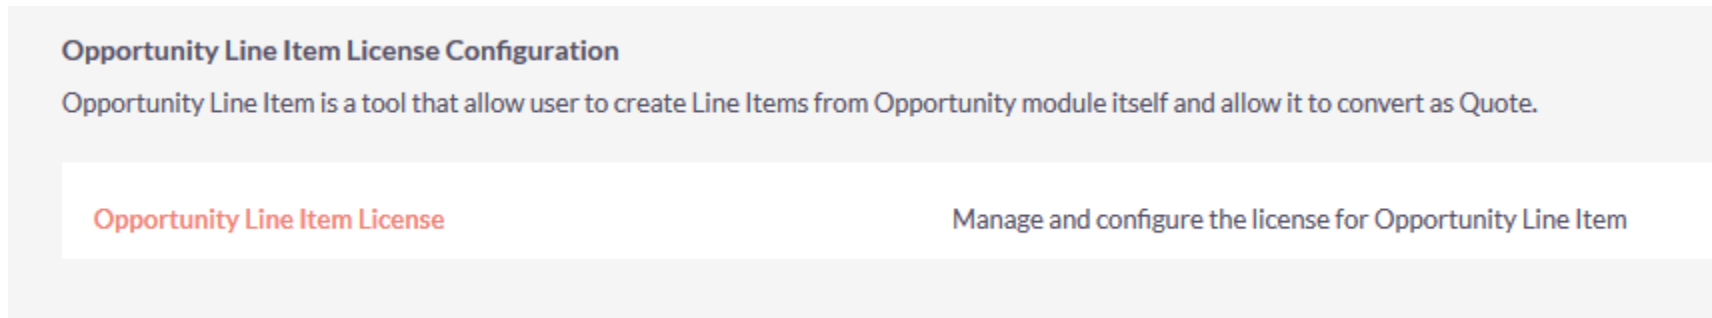 Opportunity Line Item License Configuration
Opportunity Line Item is a tool that allow user to create Line Items from Opportunity module itself and allow it to convert as Quote.
Opportunity Line Item License
Manage and configure the license for Opportunity Line Item